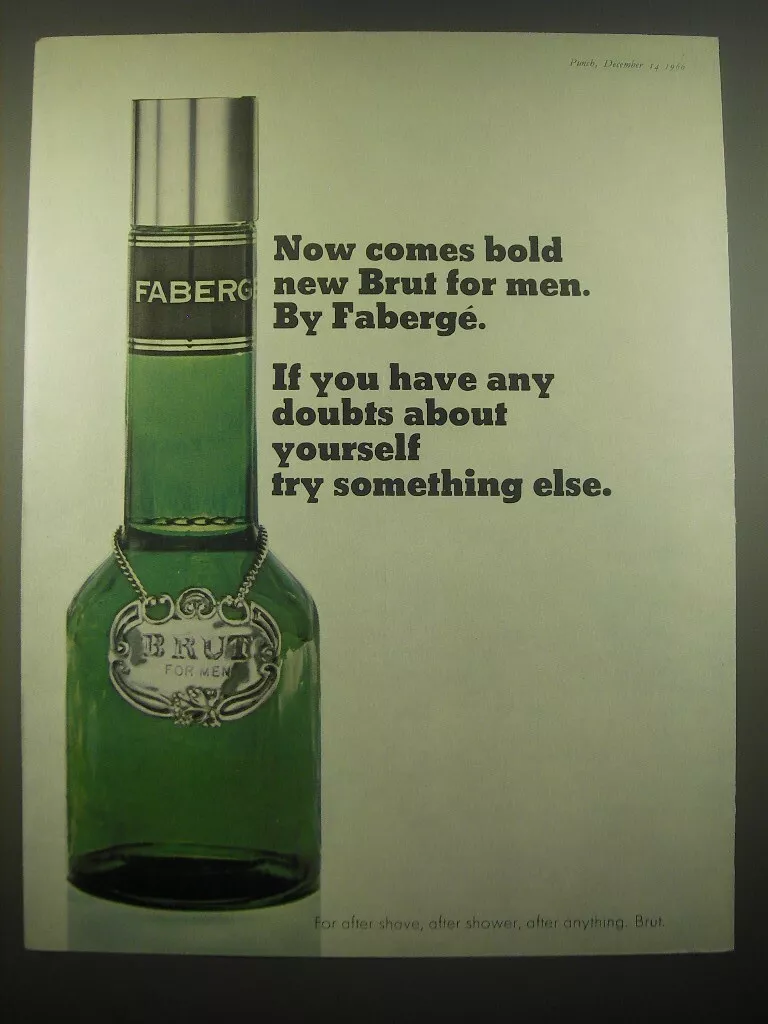 Punch, December 14 1966
FABERG
Now comes bold
new Brut for men.
By Fabergé.
If you have any
doubts about
yourself
try something else.
BRUT
FOR MEN
For after shave, after shower, after anything. Brut.